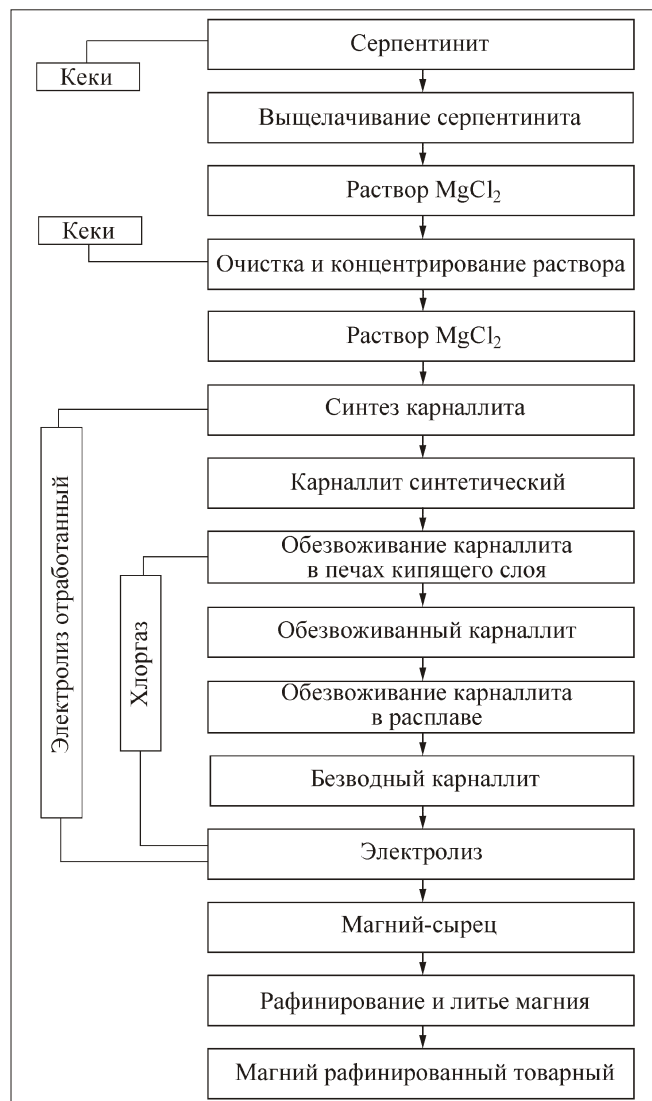 Серпентинит
Кеки
Выщелачивание серпентинита
Раствор MgCl₂
Кеки
Очистка и концентрирование раствора
Раствор MgCl₂
Синтез карналлита
Электролиз отработанный
Карналлит синтетический
Обезвоживание карналлита
в печах кипящего слоя
Хлоргаз
Обезвоживанный карналлит
Обезвоживание карналлита
в расплаве
Безводный карналлит
Электролиз
Магний-сырец
Рафинирование и литье магния
Магний рафинированный товарный